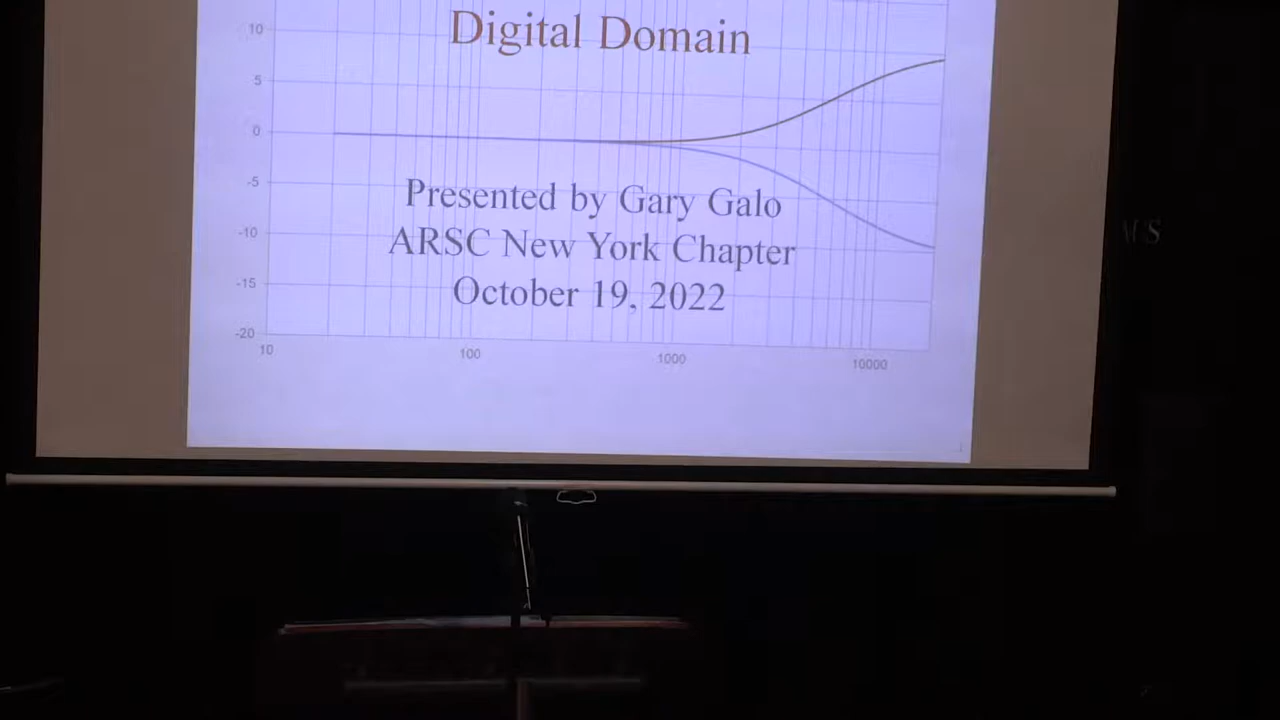 Digital Domain
10
5
0
-5
-10
-15
-20
10 100 1000 10000
Presented by Gary Galo
ARSC New York Chapter
October 19, 2022